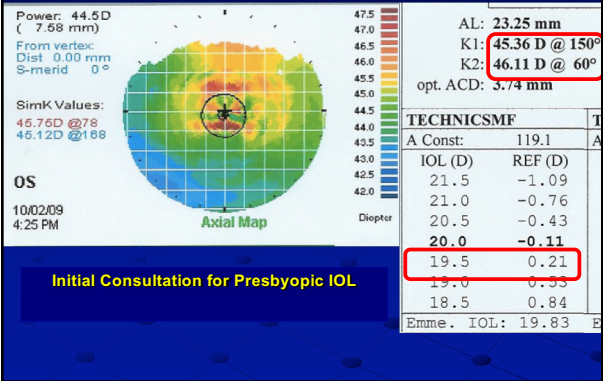 Power: 44.5D
( 7.58 mm)
From vertex:
Dist 0.00 mm
S-merid 0°
SimK Values:
45.75D @78
45.12D @168
OS
10/02/09
4:25 PM
Axial Map
47.5
47.0
46.5
46.0
45.5
45.0
44.5
44.0
43.5
43.0
42.5
42.0
Diopter
Initial Consultation for Presbyopic IOL
AL: 23.25 mm
K1: 45.36 D @ 150°
K2: 46.11 D @ 60°
opt. ACD: 3.74 mm
TECHNICSMF
A Const: 119.1
IOL (D) REF (D)
21.5 -1.09
21.0 -0.76
20.5 -0.43
20.0 -0.11
19.5 0.21
19.0 0.53
18.5 0.84
Emme. IOL: 19.83